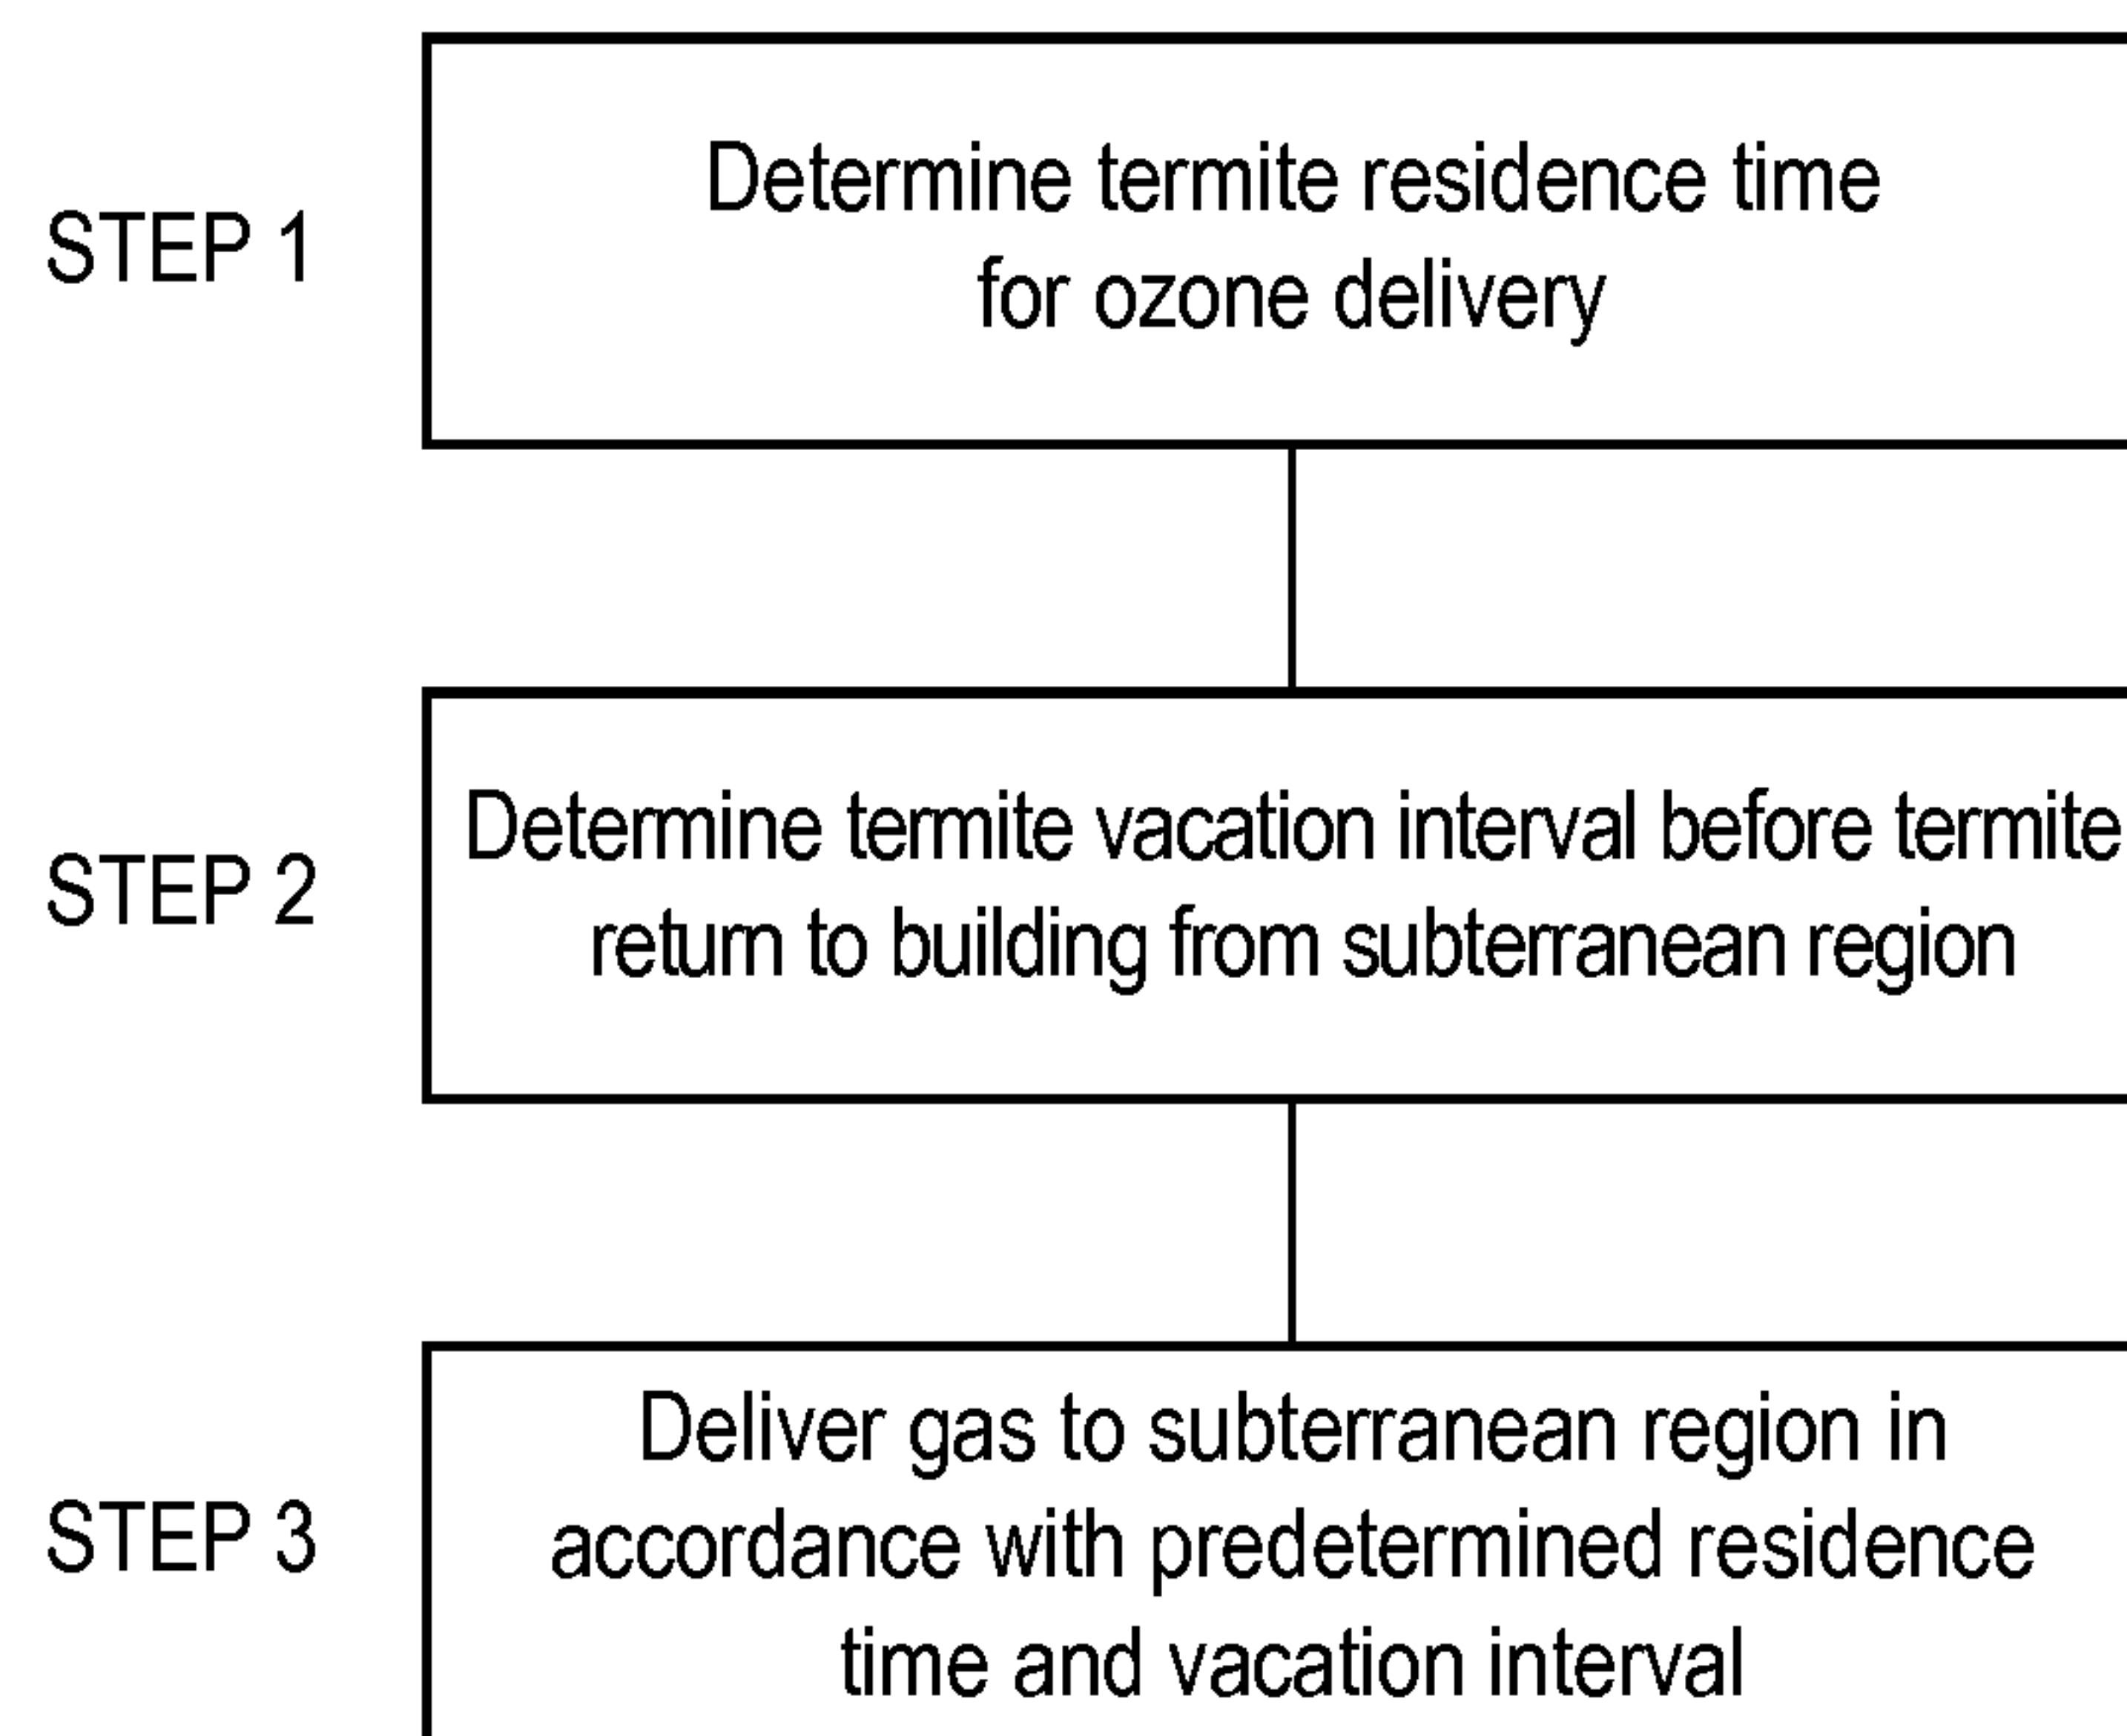 STEP 1
Determine termite residence time
for ozone delivery
STEP 2
Determine termite vacation interval before termite
return to building from subterranean region
STEP 3
Deliver gas to subterranean region in
accordance with predetermined residence
time and vacation interval